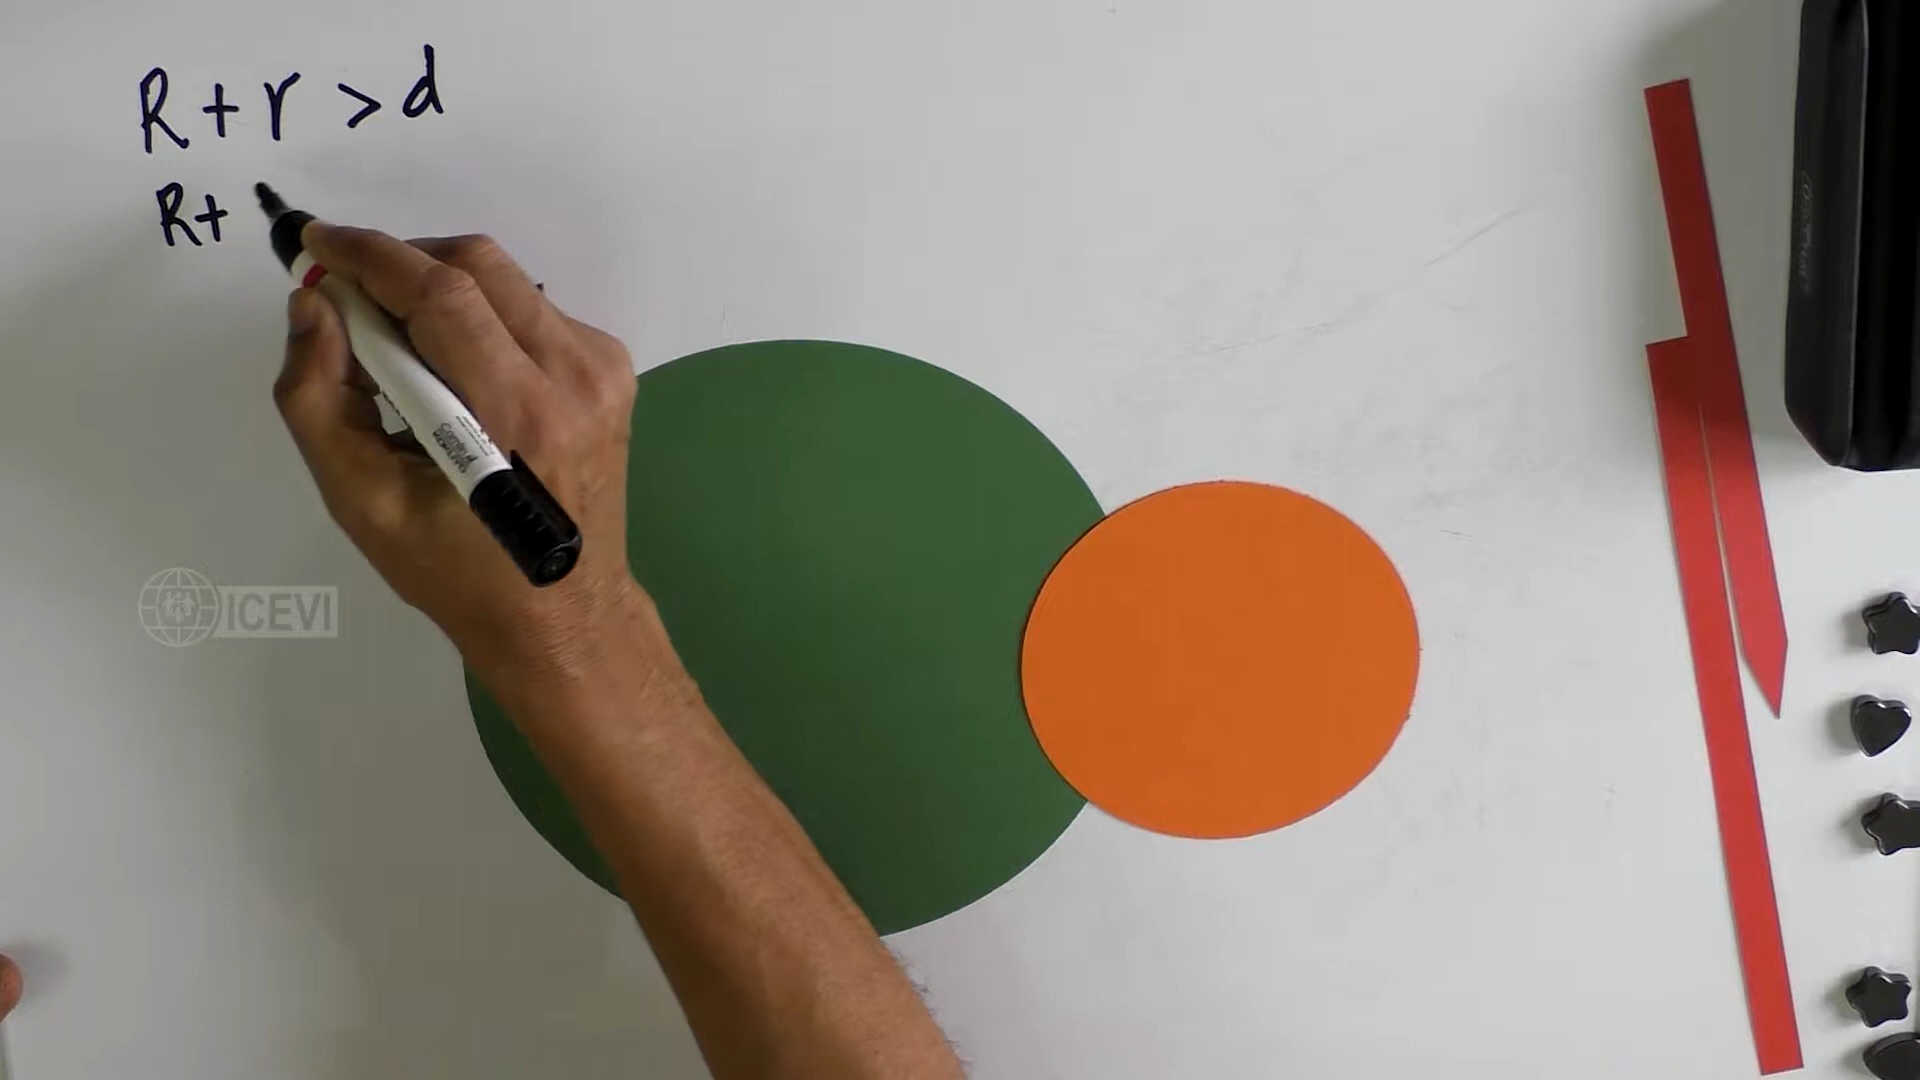 R + r > d
R+
ICEVI